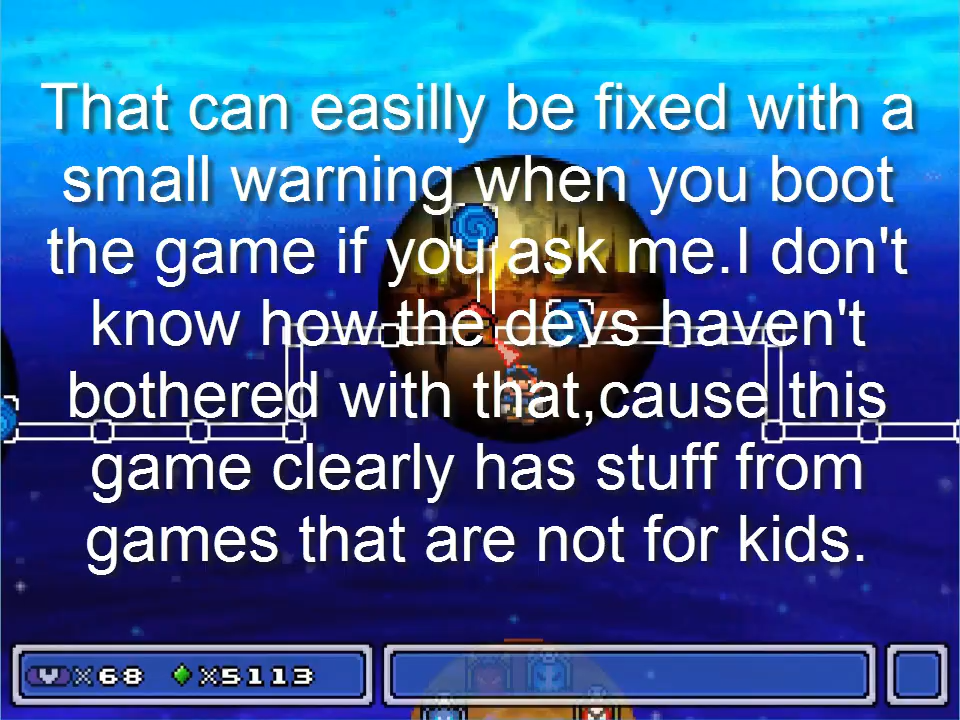 That can easilly be fixed with a
small warning when you boot
the game if you ask me.I don't
know how the devs haven't
bothered with that,cause this
game clearly has stuff from
games that are not for kids.
X68 X5113